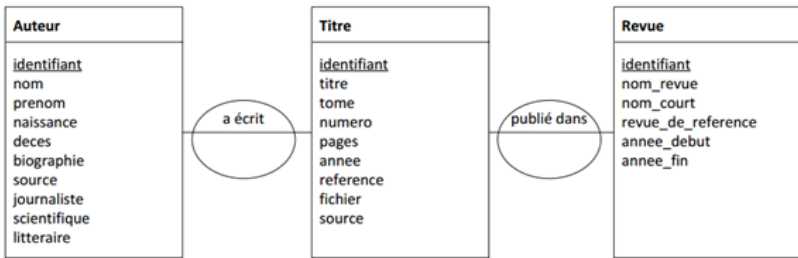 Auteur
identifiant
nom
prenom
naissance
deces
biographie
source
journaliste
scientifique
litteraire
a écrit
Titre
identifiant
titre
tome
numero
pages
annee
reference
fichier
source
publié dans
Revue
identifiant
nom_revue
nom_court
revue_de_reference
annee_debut
annee_fin